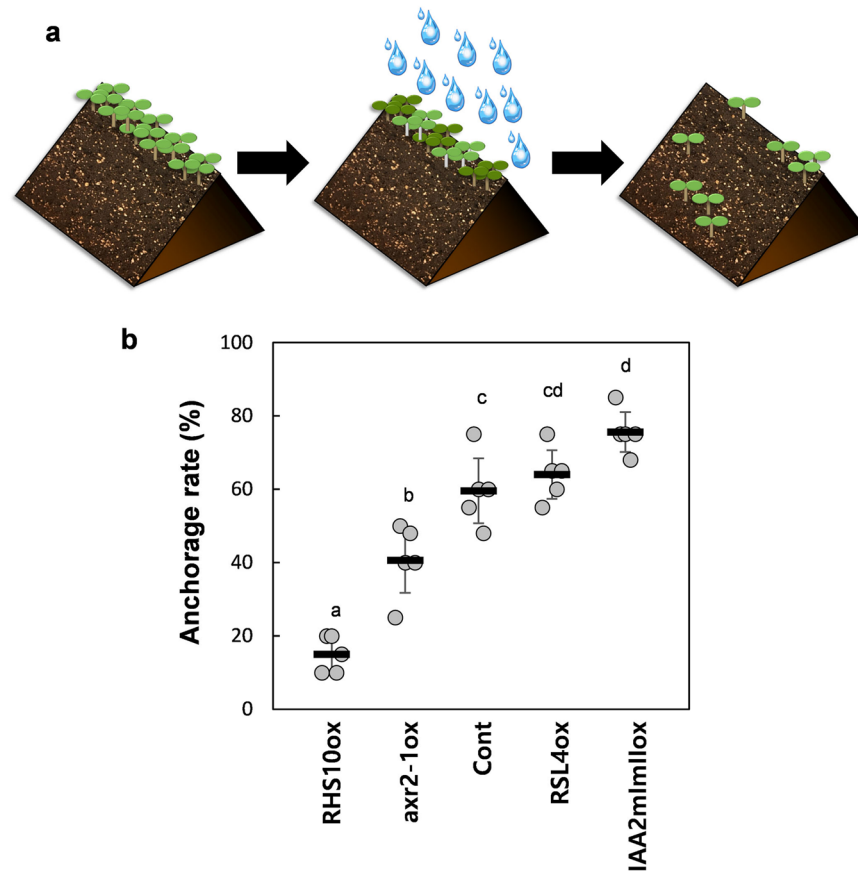 a
b
Anchorage rate (%)
100
80
60
40
20
0
a
b
c
cd
d
RHS10ox
axr2-1ox
Cont
RSL4ox
IAA2mImIIox